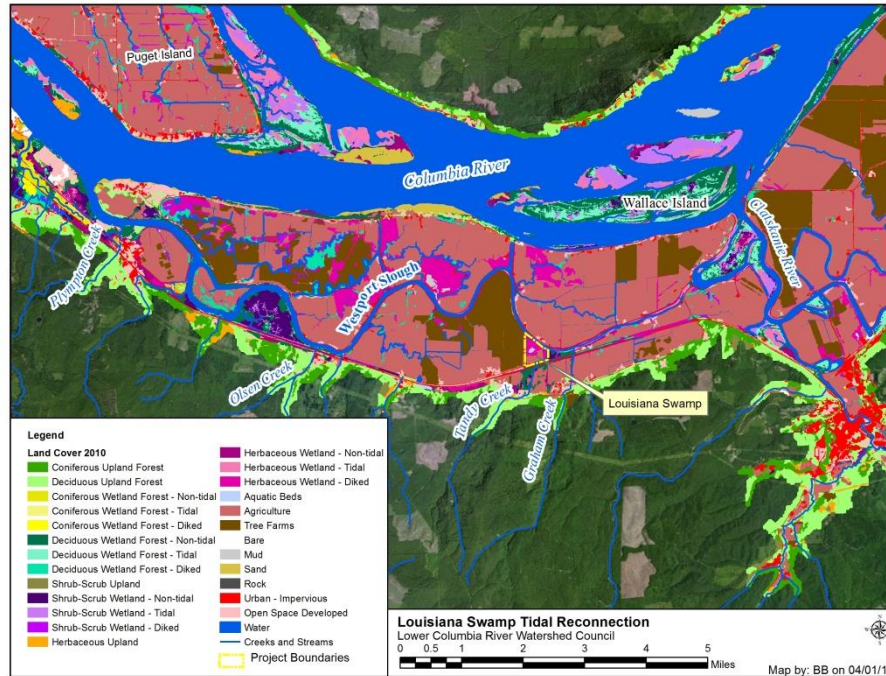 Puget Island
Columbia River
Wallace Island
Clatskanie River
Plympton Creek
Westport Slough
Olsen Creek
Tandy Creek
Graham Creek
Louisiana Swamp
Legend
Land Cover 2010
Coniferous Upland Forest
Deciduous Upland Forest
Coniferous Wetland Forest - Non-tidal
Coniferous Wetland Forest - Tidal
Coniferous Wetland Forest - Diked
Deciduous Wetland Forest - Non-tidal
Deciduous Wetland Forest - Tidal
Deciduous Wetland Forest - Diked
Shrub-Scrub Upland
Shrub-Scrub Wetland - Non-tidal
Shrub-Scrub Wetland - Tidal
Shrub-Scrub Wetland - Diked
Herbaceous Upland
Herbaceous Wetland - Non-tidal
Herbaceous Wetland - Tidal
Herbaceous Wetland - Diked
Aquatic Beds
Agriculture
Tree Farms
Bare
Mud
Sand
Rock
Urban - Impervious
Open Space Developed
Water
Creeks and Streams
Project Boundaries
Louisiana Swamp Tidal Reconnection
Lower Columbia River Watershed Council
0 0.5 1 2 3 4 5
Miles
Map by: BB on 04/01/1